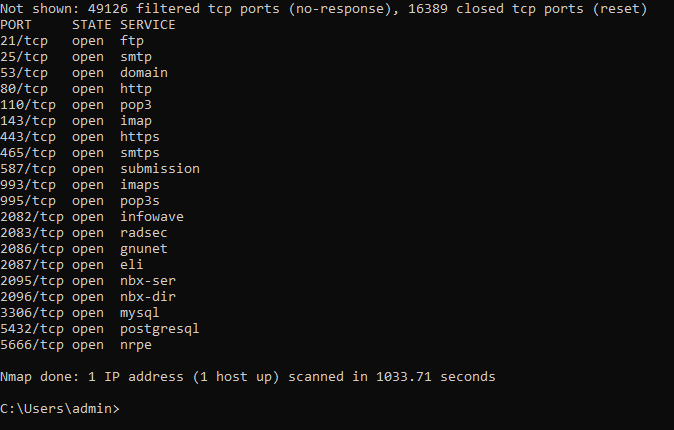 Not shown: 49126 filtered tcp ports (no-response), 16389 closed tcp ports (reset)
PORT     STATE SERVICE
21/tcp   open  ftp
25/tcp   open  smtp
53/tcp   open  domain
80/tcp   open  http
110/tcp  open  pop3
143/tcp  open  imap
443/tcp  open  https
465/tcp  open  smtps
587/tcp  open  submission
993/tcp  open  imaps
995/tcp  open  pop3s
2082/tcp open  infowave
2083/tcp open  radsec
2086/tcp open  gnunet
2087/tcp open  eli
2095/tcp open  nbx-ser
2096/tcp open  nbx-dir
3306/tcp open  mysql
5432/tcp open  postgresql
5666/tcp open  nrpe
Nmap done: 1 IP address (1 host up) scanned in 1033.71 seconds
C:\Users\admin>